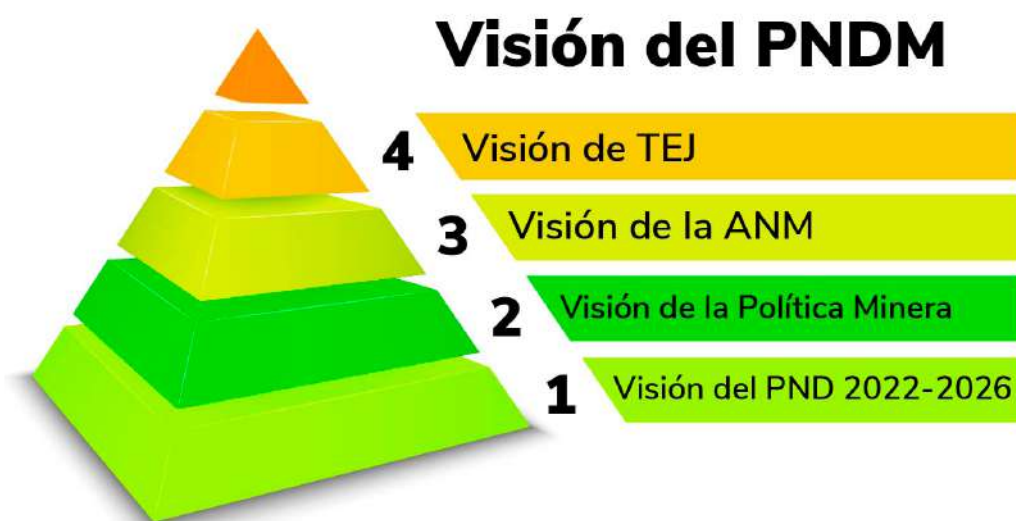 Visión del PNDM
4 Visión de TEJ
3 Visión de la ANM
2 Visión de la Política Minera
1 Visión del PND 2022-2026